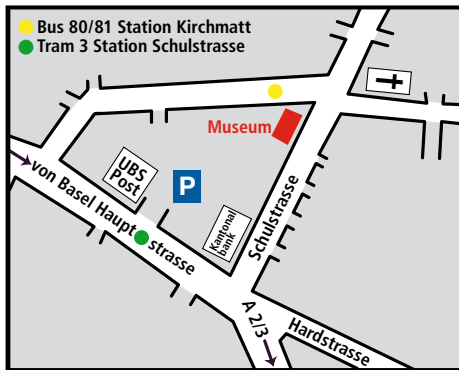 Bus 80/81 Station Kirchmatt
Tram 3 Station Schulstrasse
Museum
UBS
Post
P
von Basel Hauptstrasse
Kantonal
bank
Schulstrasse
A 2/3
Hardstrasse